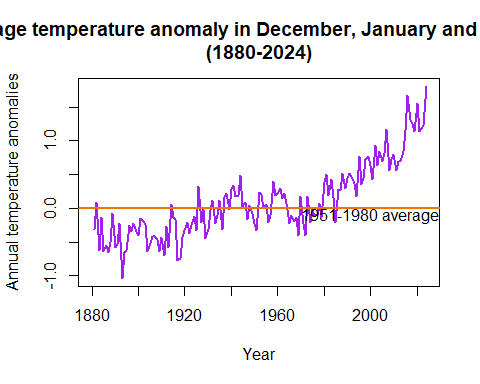 age temperature anomaly in December, January and
(1880-2024)
Annual temperature anomalies
1.0
0.0
-1.0
1951-1980 average
1880 1920 1960 2000
Year